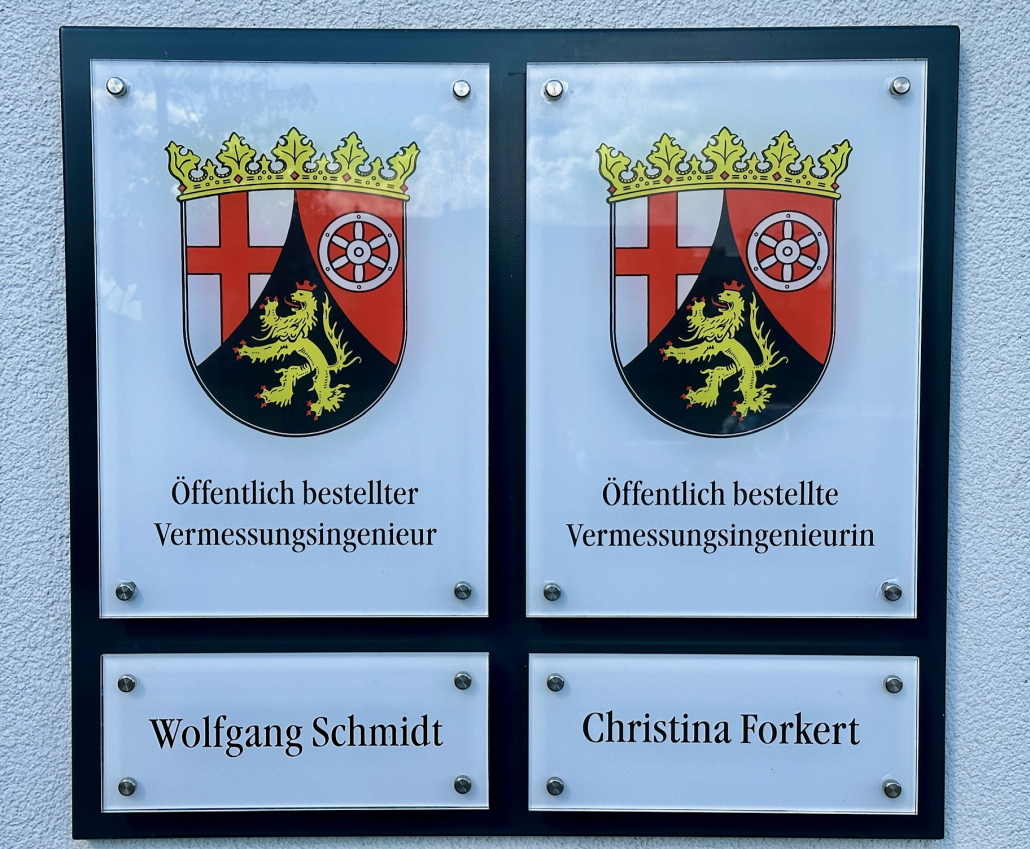 Öffentlich bestellter
Vermessungsingenieur
Wolfgang Schmidt
Öffentlich bestellte
Vermessungsingenieurin
Christina Forkert